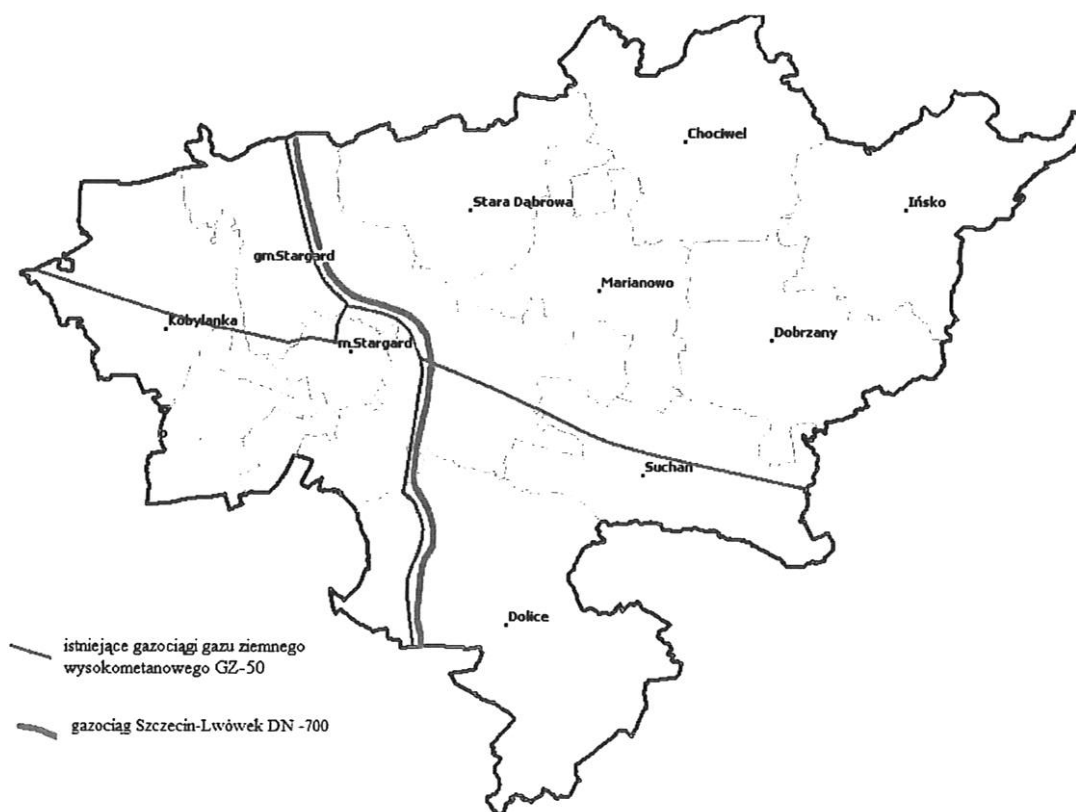 Chociwel
Stara Dąbrowa
Ińsko
gm.Stargard
Marianowo
Kobylanka
Dobrzany
m.Stargard
Suchań
Dolice
istniejące gazociągi gazu ziemnego
wysokometanowego GZ-50
gazociąg Szczecin-Lwówek DN -700